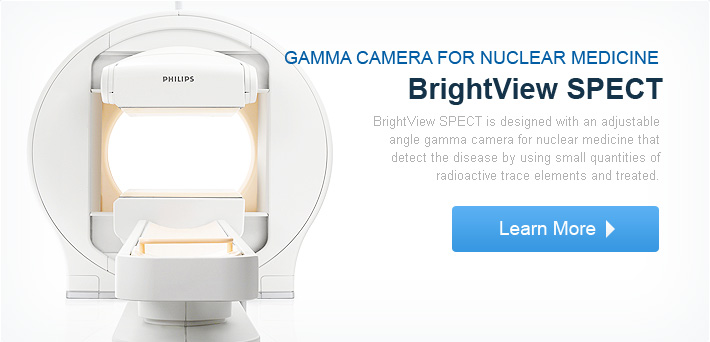 GAMMA CAMERA FOR NUCLEAR MEDICINE
BrightView SPECT
PHILIPS
BrightView SPECT is designed with an adjustable
angle gamma camera for nuclear medicine that
detect the disease by using small quantities of
radioactive trace elements and treated.
Learn More